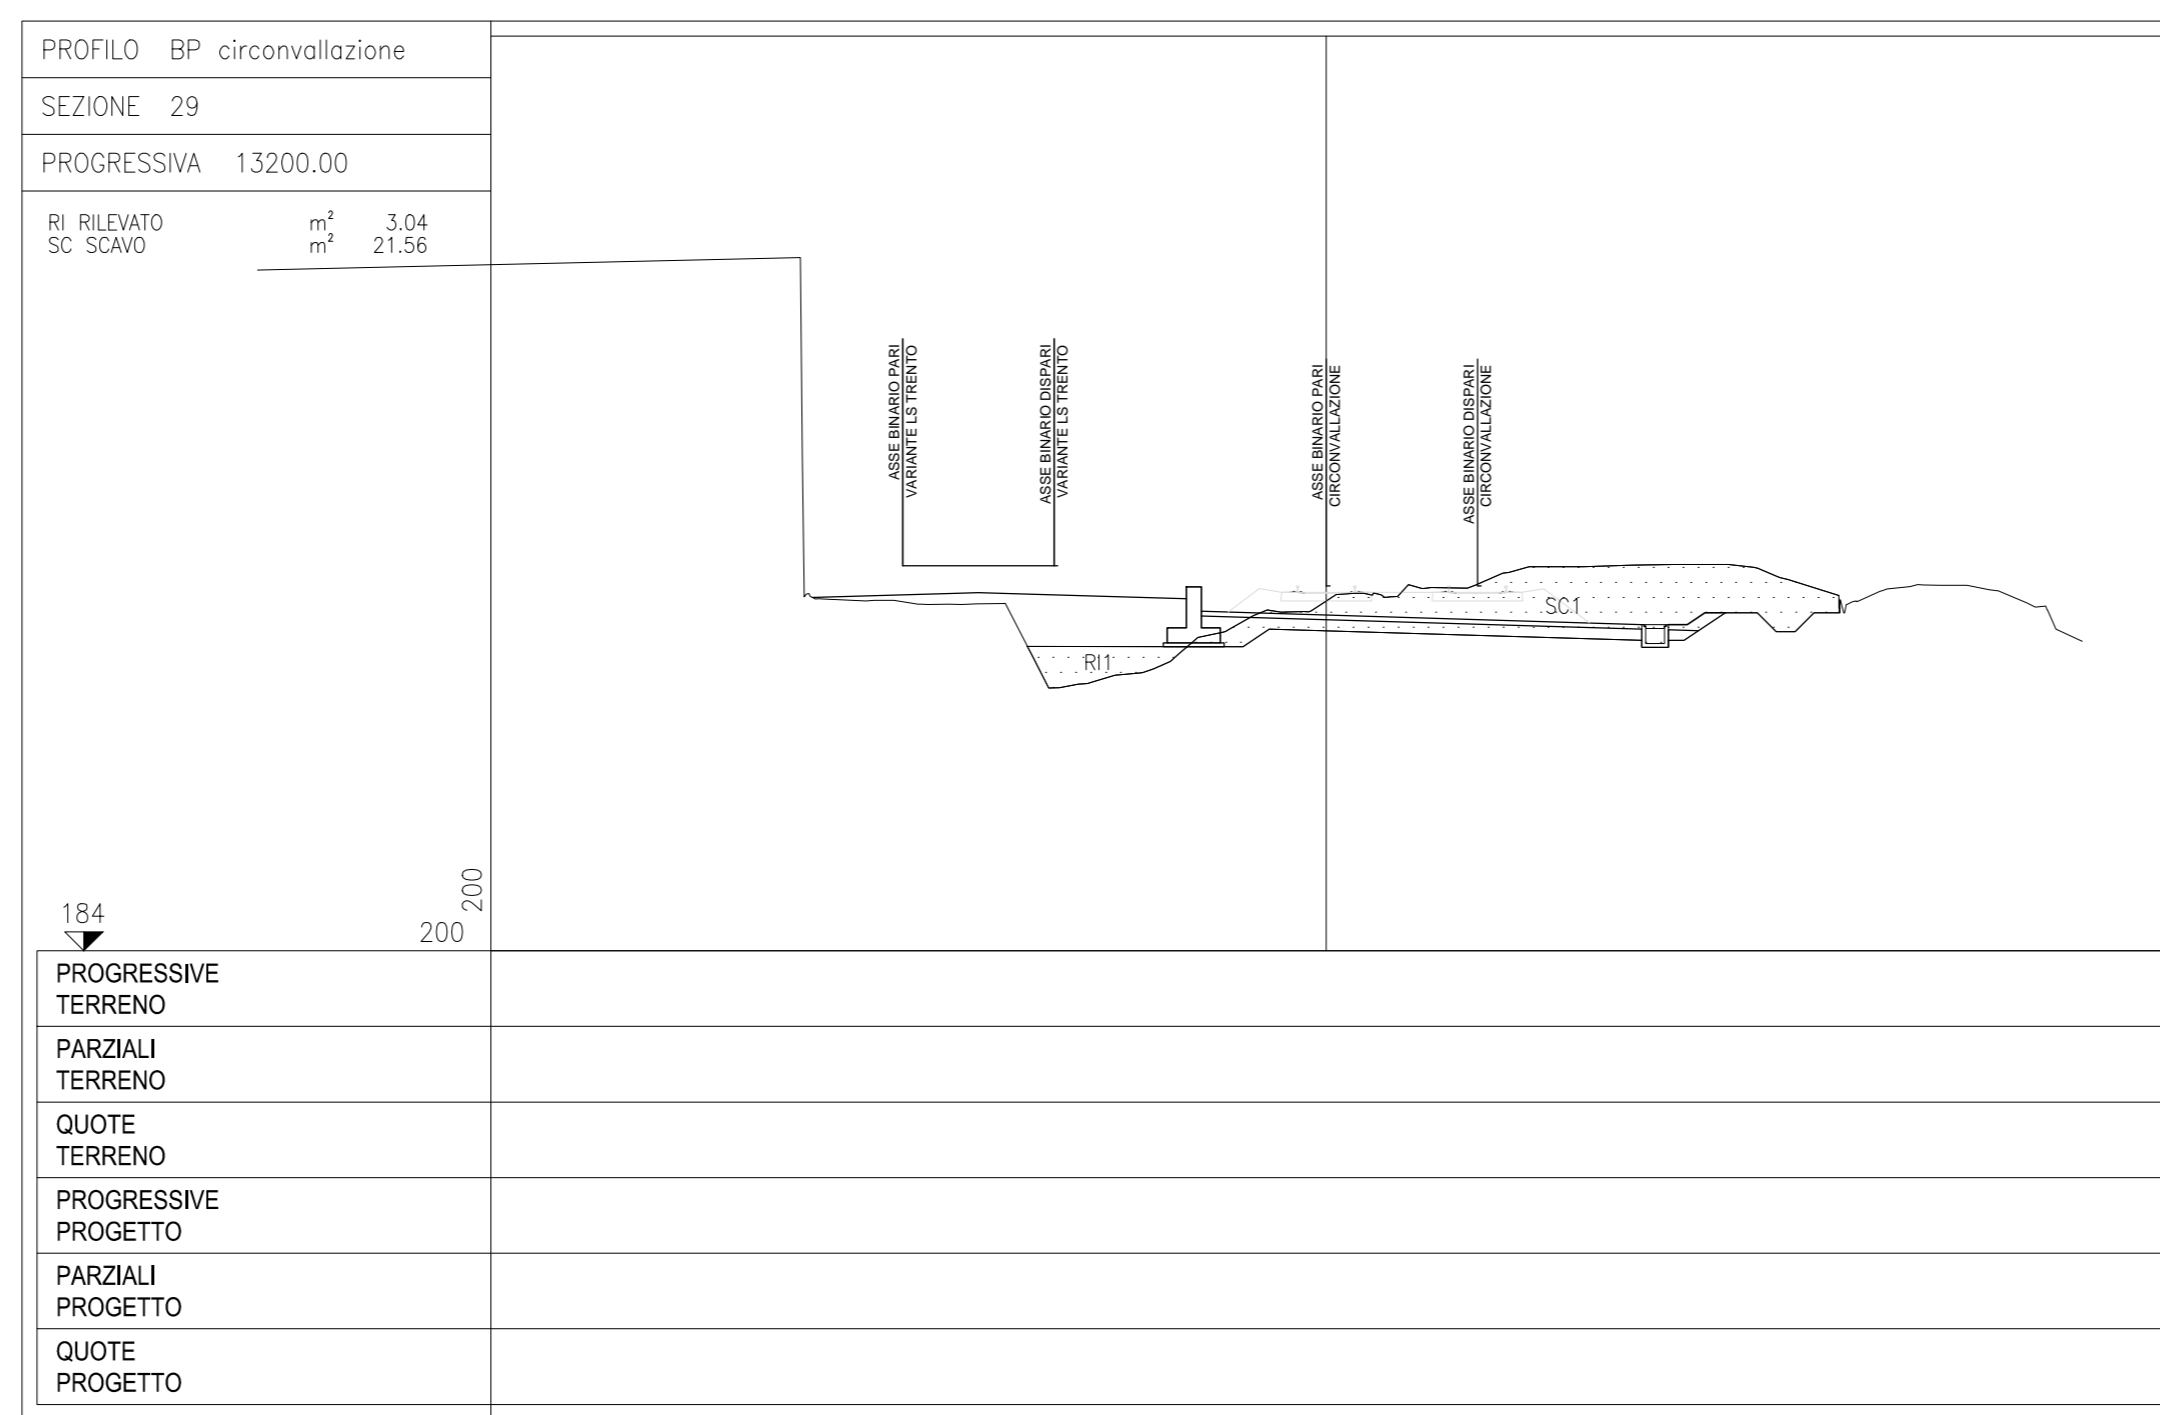 PROFILO BP circonvallazione
SEZIONE 29
PROGRESSIVA 13200.00
RI RILEVATO m² 3.04
SC SCAVO m² 21.56
ASSE BINARIO PARI
VARIANTE LS TRENTO
ASSE BINARIO DISPARI
VARIANTE LS TRENTO
ASSE BINARIO PARI
CIRCONVALLAZIONE
ASSE BINARIO DISPARI
CIRCONVALLAZIONE
SC1
RI1
200
184
200
PROGRESSIVE
TERRENO
PARZIALI
TERRENO
QUOTE
TERRENO
PROGRESSIVE
PROGETTO
PARZIALI
PROGETTO
QUOTE
PROGETTO